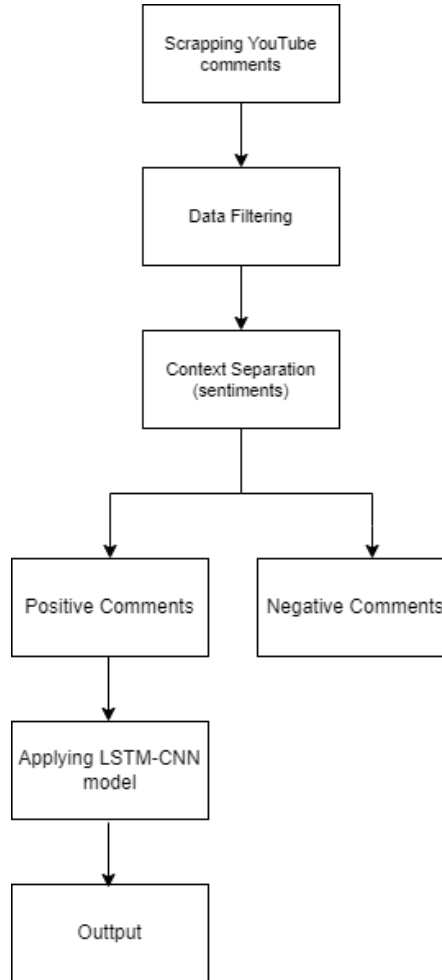 Scrapping YouTube
comments
Data Filtering
Context Separation
(sentiments)
Positive Comments
Negative Comments
Applying LSTM-CNN
model
Outtput